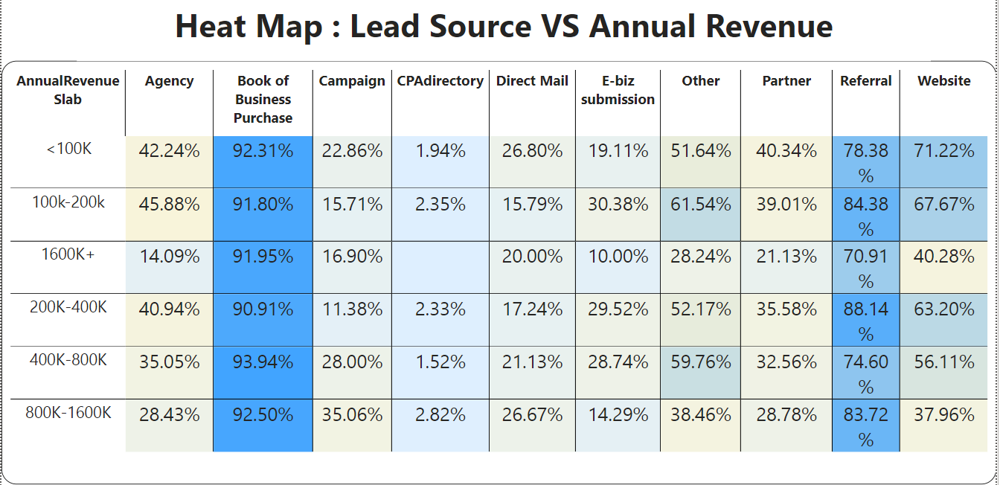 Heat Map : Lead Source VS Annual Revenue
AnnualRevenue Slab Agency Book of Business Purchase Campaign CPAdirectory Direct Mail E-biz submission Other Partner Referral Website
<100K 42.24% 92.31% 22.86% 1.94% 26.80% 19.11% 51.64% 40.34% 78.38% 71.22%
100k-200k 45.88% 91.80% 15.71% 2.35% 15.79% 30.38% 61.54% 39.01% 84.38% 67.67%
1600K+ 14.09% 91.95% 16.90% 20.00% 10.00% 28.24% 21.13% 70.91% 40.28%
200K-400K 40.94% 90.91% 11.38% 2.33% 17.24% 29.52% 52.17% 35.58% 88.14% 63.20%
400K-800K 35.05% 93.94% 28.00% 1.52% 21.13% 28.74% 59.76% 32.56% 74.60% 56.11%
800K-1600K 28.43% 92.50% 35.06% 2.82% 26.67% 14.29% 38.46% 28.78% 83.72% 37.96%